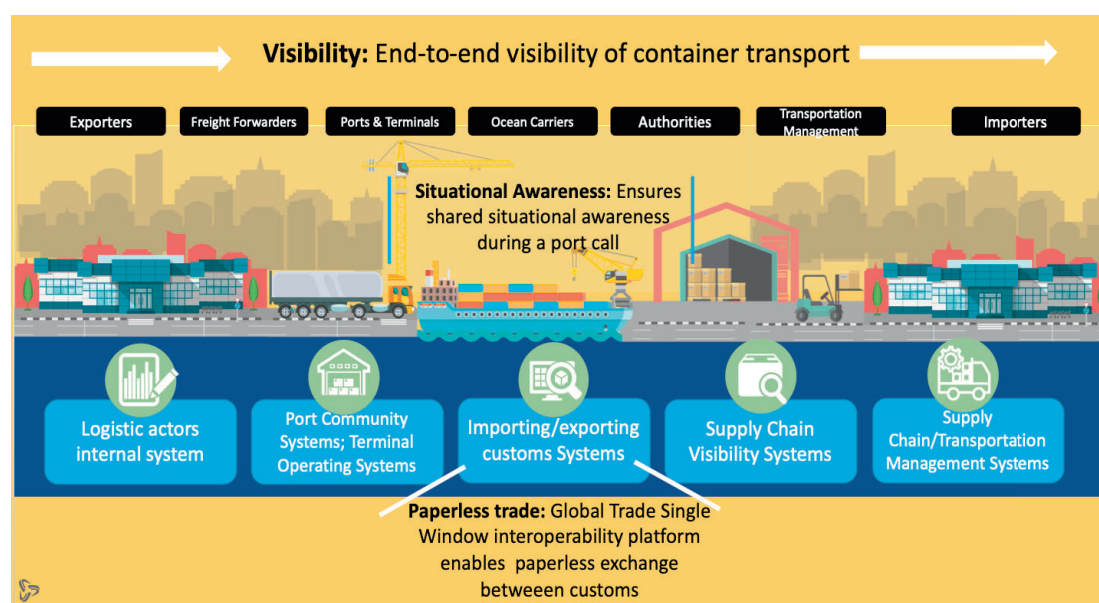 Visibility: End-to-end visibility of container transport
Exporters
Freight Forwarders
Ports & Terminals
Ocean Carriers
Authorities
Transportation
Management
Importers
Situational Awareness: Ensures
shared situational awareness
during a port call
Logistic actors
internal system
Port Community
Systems; Terminal
Operating Systems
Importing/exporting
customs Systems
Supply Chain
Visibility Systems
Supply
Chain/Transportation
Management Systems
Paperless trade: Global Trade Single
Window interoperability platform
enables paperless exchange
betweeen customs